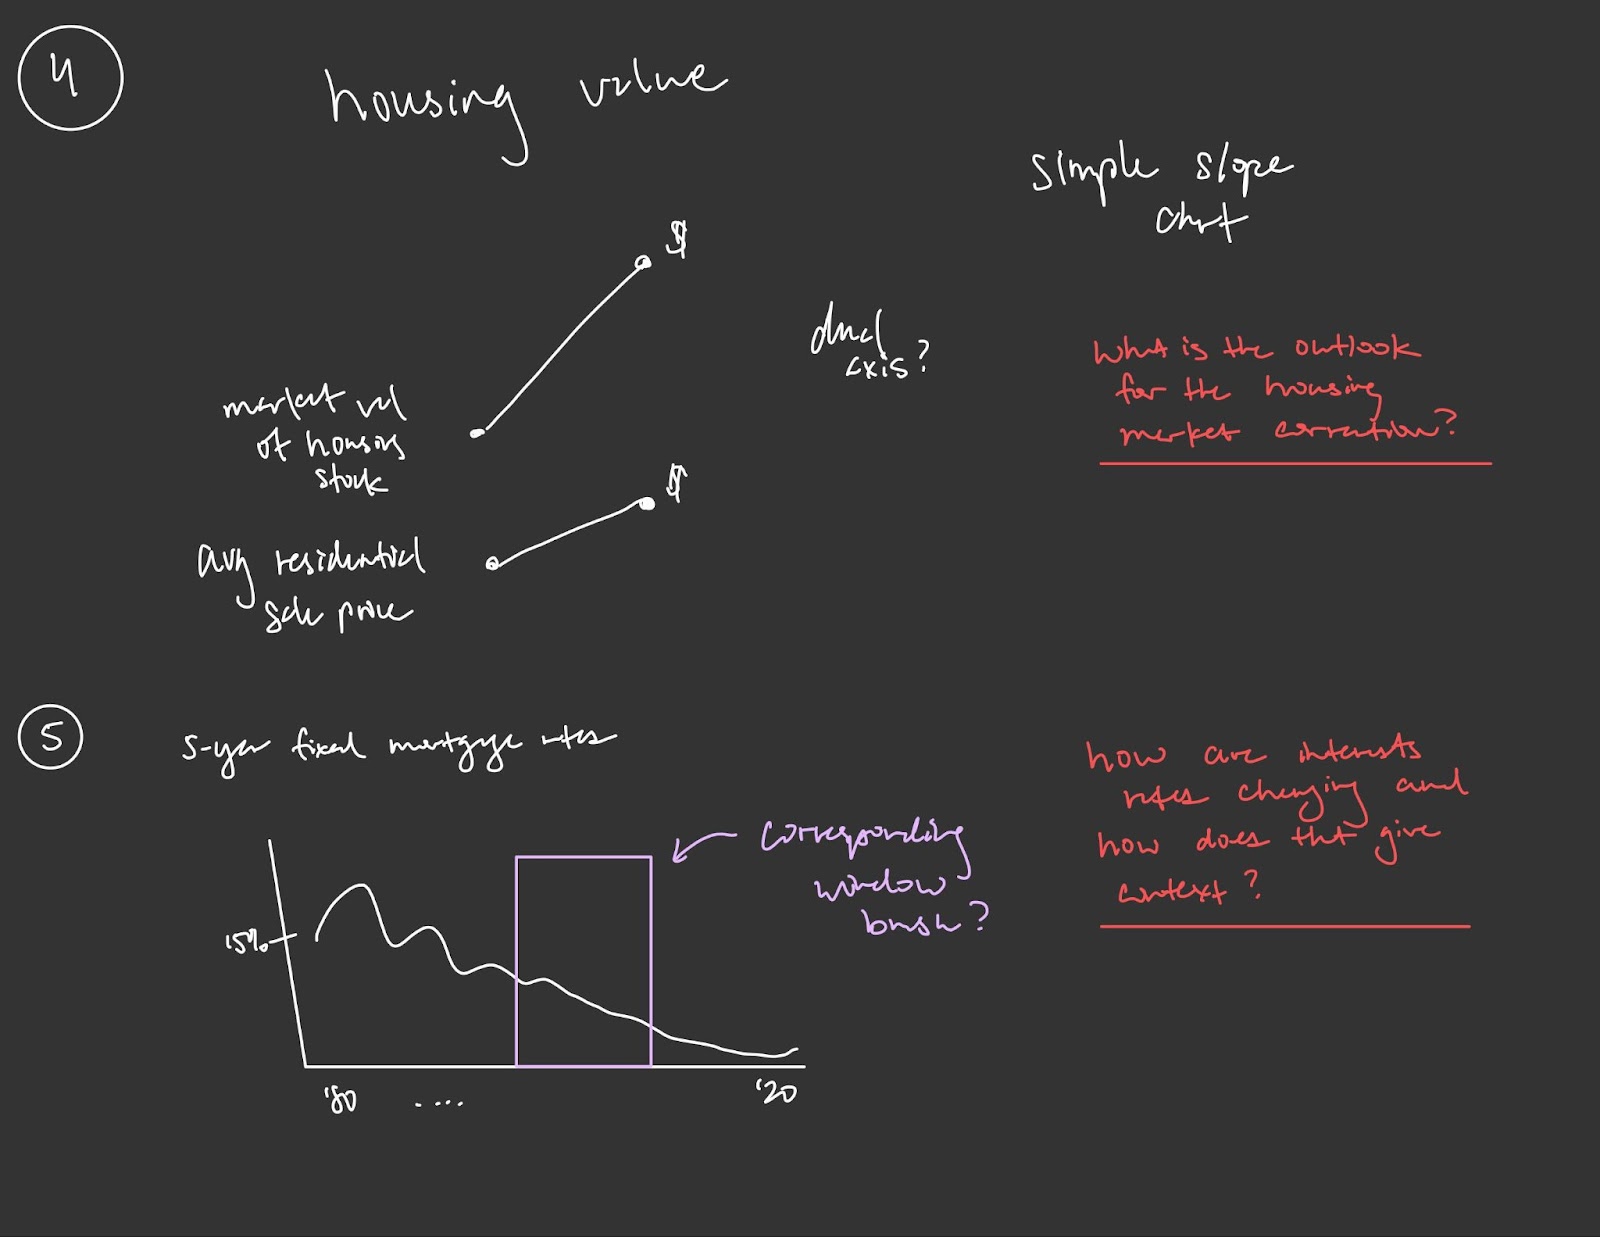 4
housing value
simple slope
chrt
$
dual
axis?
market val
of housing
stock
$
avg residential
sale price
What is the outlook
for the housing
market correction?
5
5-year fixed mortgage rates
15%
'80 .... '20
corresponding
window
brush?
how are interests
rates changing and
how does tht give
context?